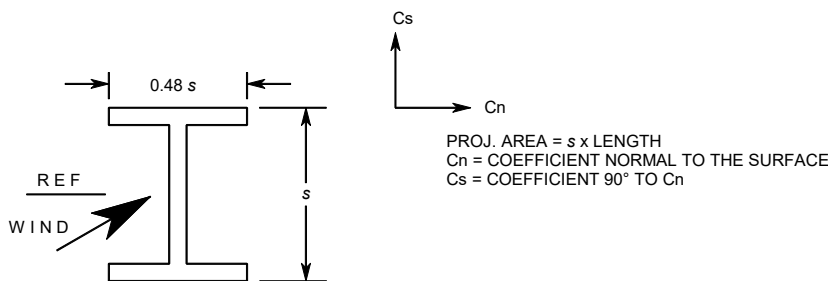 Cs
0.48 s
Cn
PROJ. AREA = s x LENGTH
Cn = COEFFICIENT NORMAL TO THE SURFACE
Cs = COEFFICIENT 90° TO Cn
REF
s
WIND